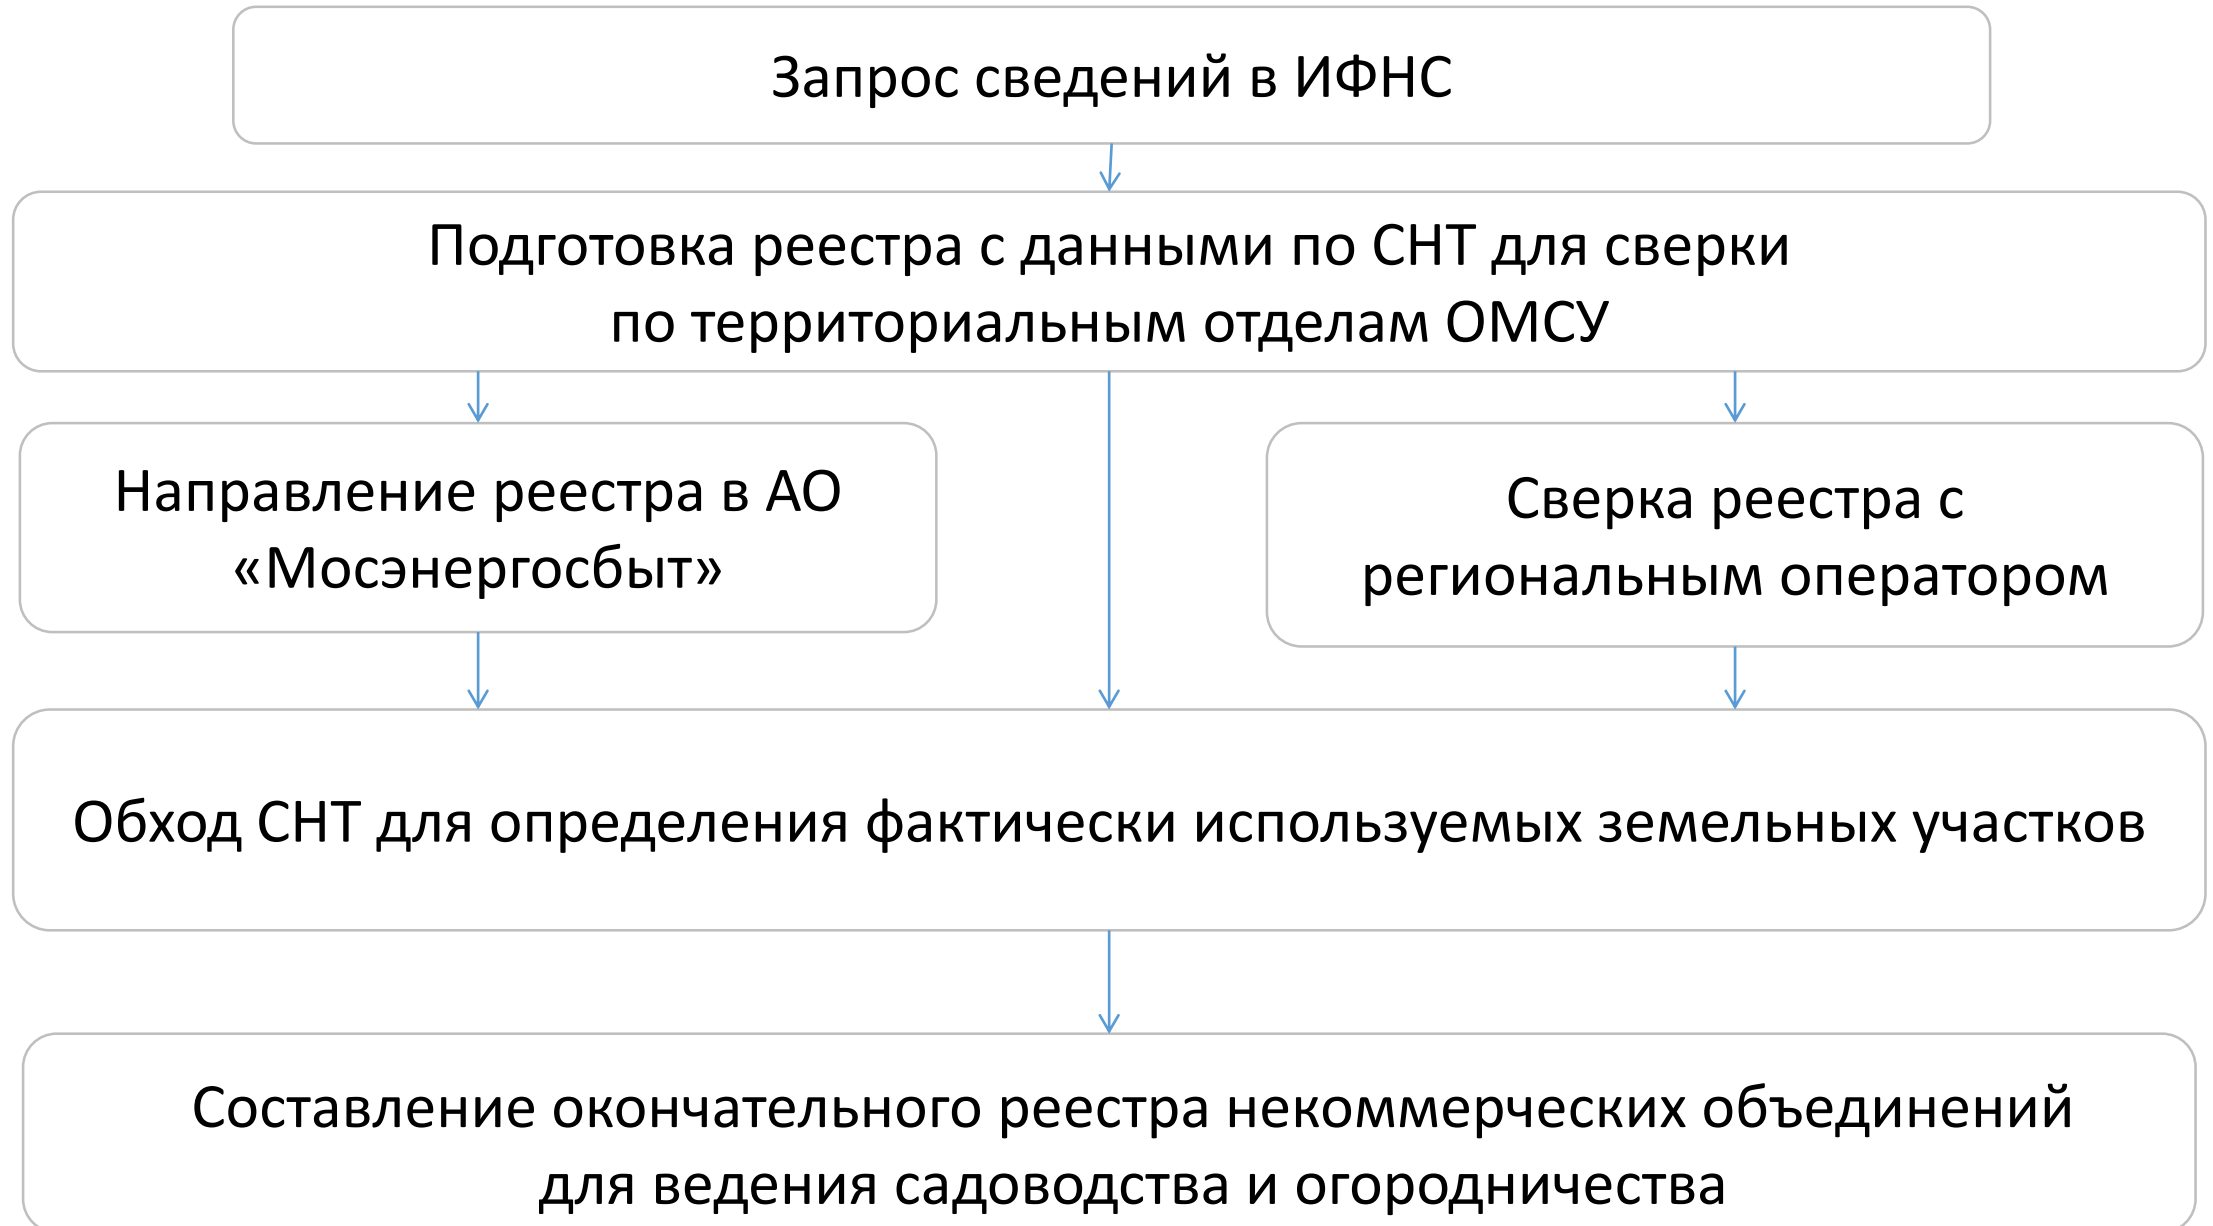 Запрос сведений в ИФНС
Подготовка реестра с данными по СНТ для сверки
по территориальным отделам ОМСУ
Направление реестра в АО
«Мосэнергосбыт»
Сверка реестра с
региональным оператором
Обход СНТ для определения фактически используемых земельных участков
Составление окончательного реестра некоммерческих объединений
для ведения садоводства и огородничества